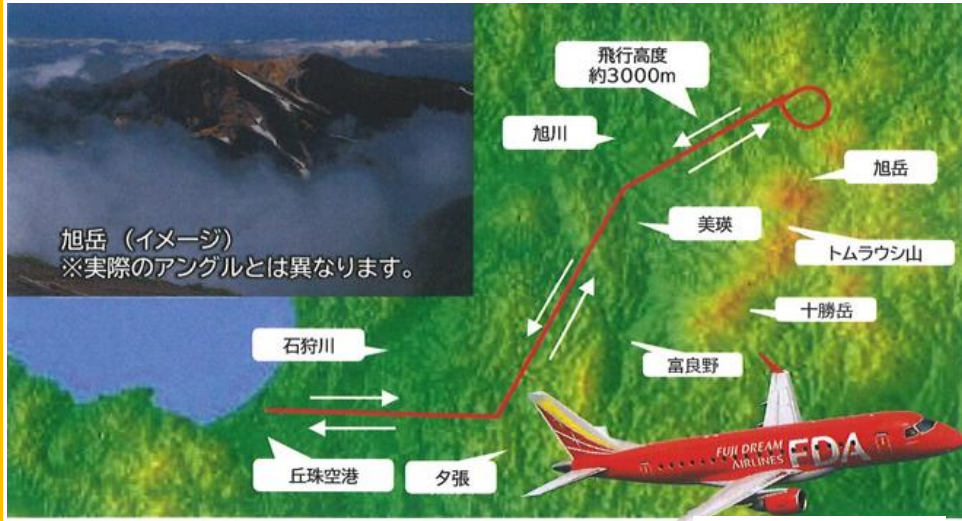 飛行高度
約3000m
旭川
旭岳
旭岳 (イメージ)
※実際のアングルとは異なります。
美瑛
トムラウシ山
十勝岳
石狩川
富良野
丘珠空港
夕張
FUJI DREAM
AIRLINES
FDA